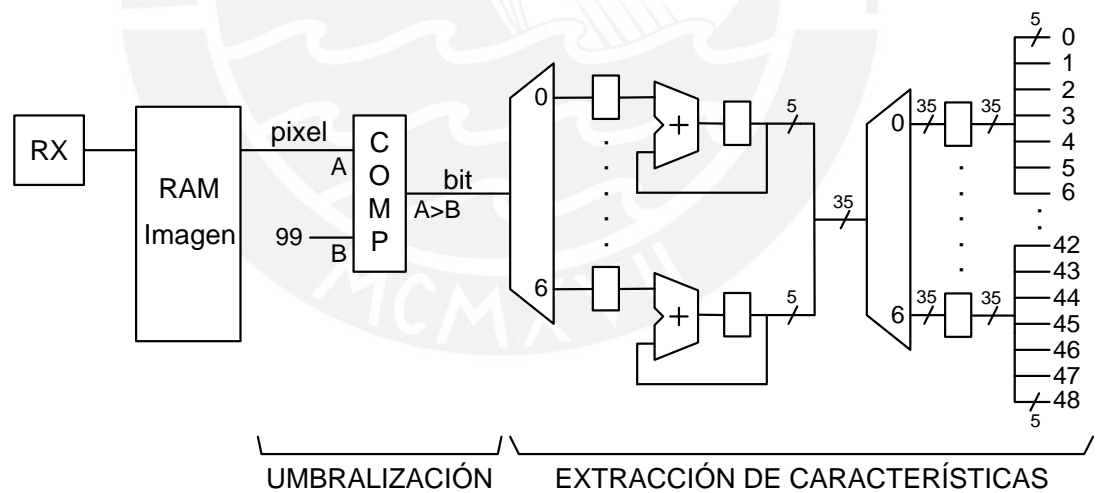 RX
RAM
Imagen
pixel
A
99
B
C
O
M
P
bit
A>B
0
6
+
5
+
5
35
0
6
35
35
35
35
5
0
1
2
3
4
5
6
42
43
44
45
46
47
48
5
MCMXVII
UMBRALIZACIÓN
EXTRACCIÓN DE CARACTERÍSTICAS